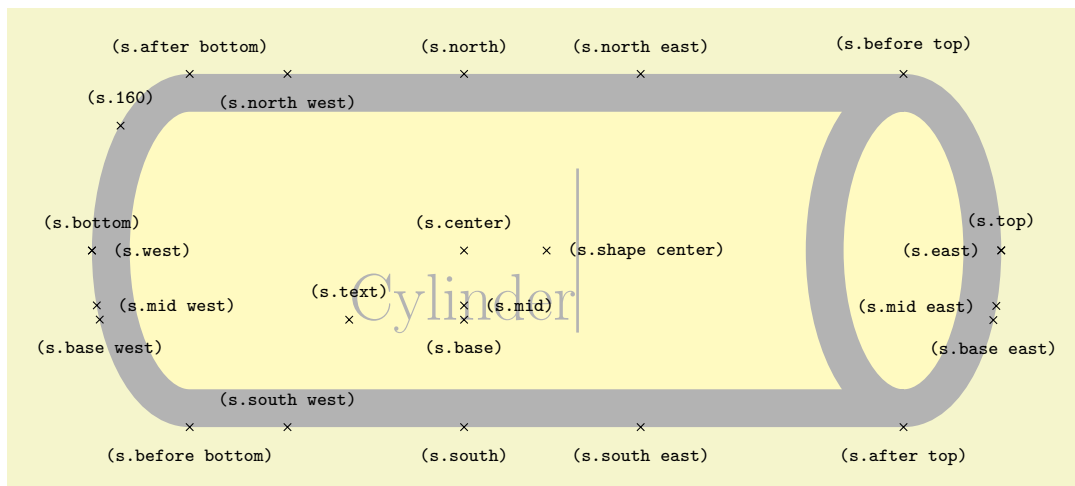 (s.after bottom)
(s.north)
(s.north east)
(s.before top)
(s.160)
(s.north west)
(s.bottom)
(s.center)
(s.top)
(s.west)
(s.shape center)
(s.east)
(s.text)
Cylinder
(s.mid west)
(s.mid)
(s.mid east)
(s.base west)
(s.base)
(s.base east)
(s.south west)
(s.before bottom)
(s.south)
(s.south east)
(s.after top)